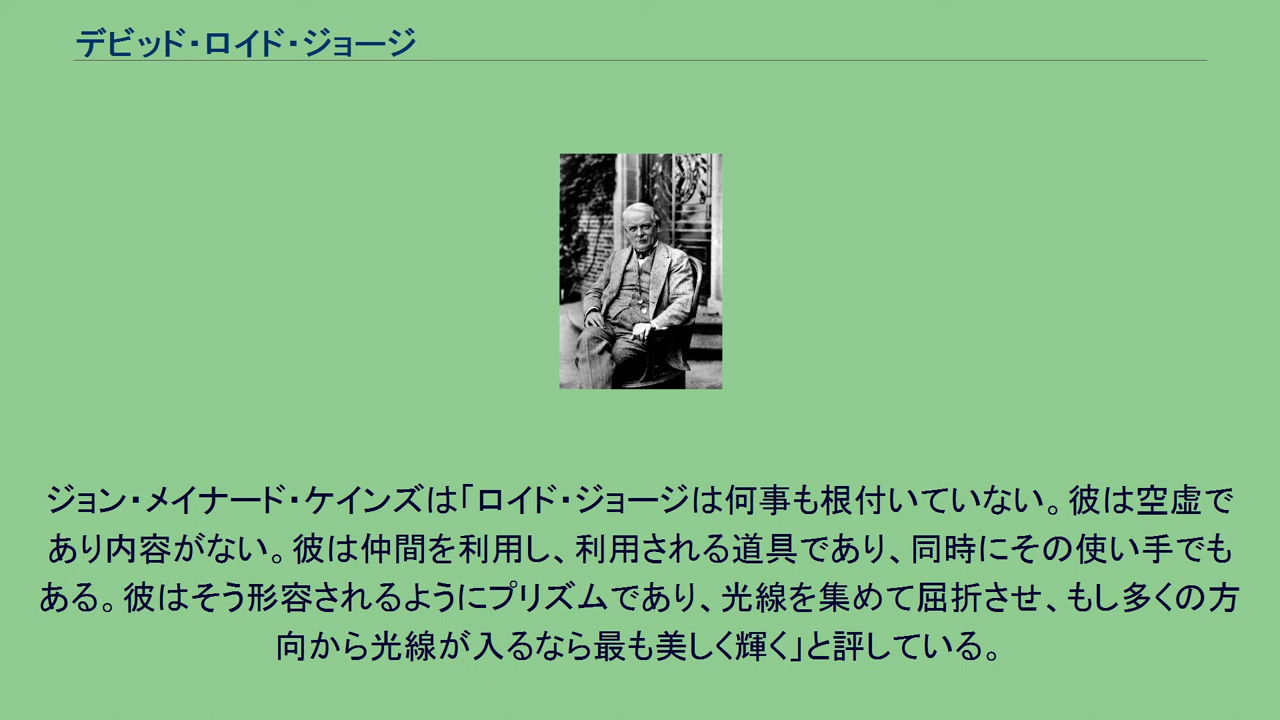 デビッド・ロイド・ジョージ
ジョン・メイナード・ケインズは「ロイド・ジョージは何事も根付いていない。彼は空虚で
あり内容がない。彼は仲間を利用し、利用される道具であり、同時にその使い手でも
ある。彼はそう形容されるようにプリズムであり、光線を集めて屈折させ、もし多くの方
向から光線が入るなら最も美しく輝く」と評している。